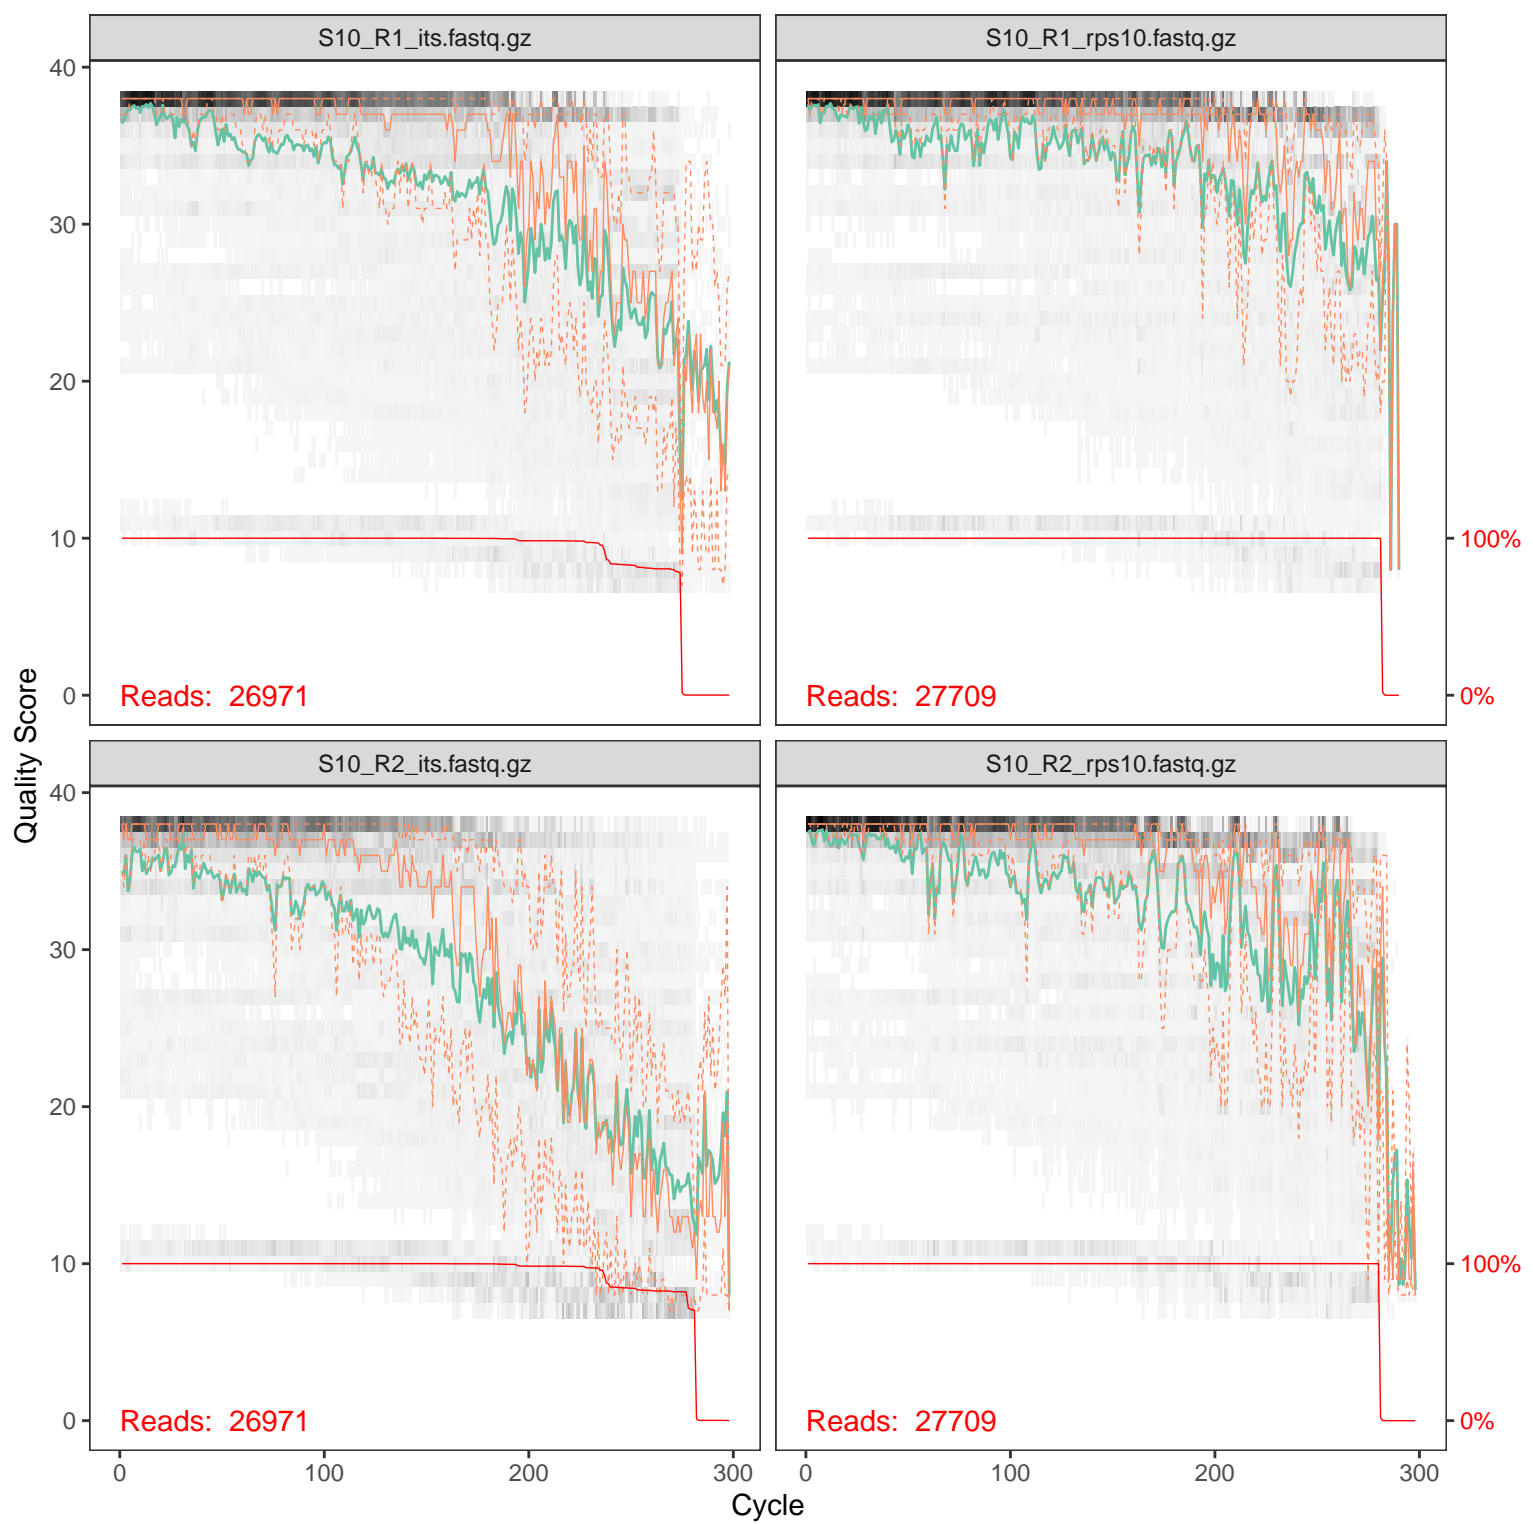 S10_R1_its.fastq.gz
S10_R1_rps10.fastq.gz
40
30
20
10
0
100%
0%
Reads: 26971
Reads: 27709
Quality Score
S10_R2_its.fastq.gz
S10_R2_rps10.fastq.gz
40
30
20
10
0
100%
0%
Reads: 26971
Reads: 27709
0
100
200
300
0
100
200
300
Cycle